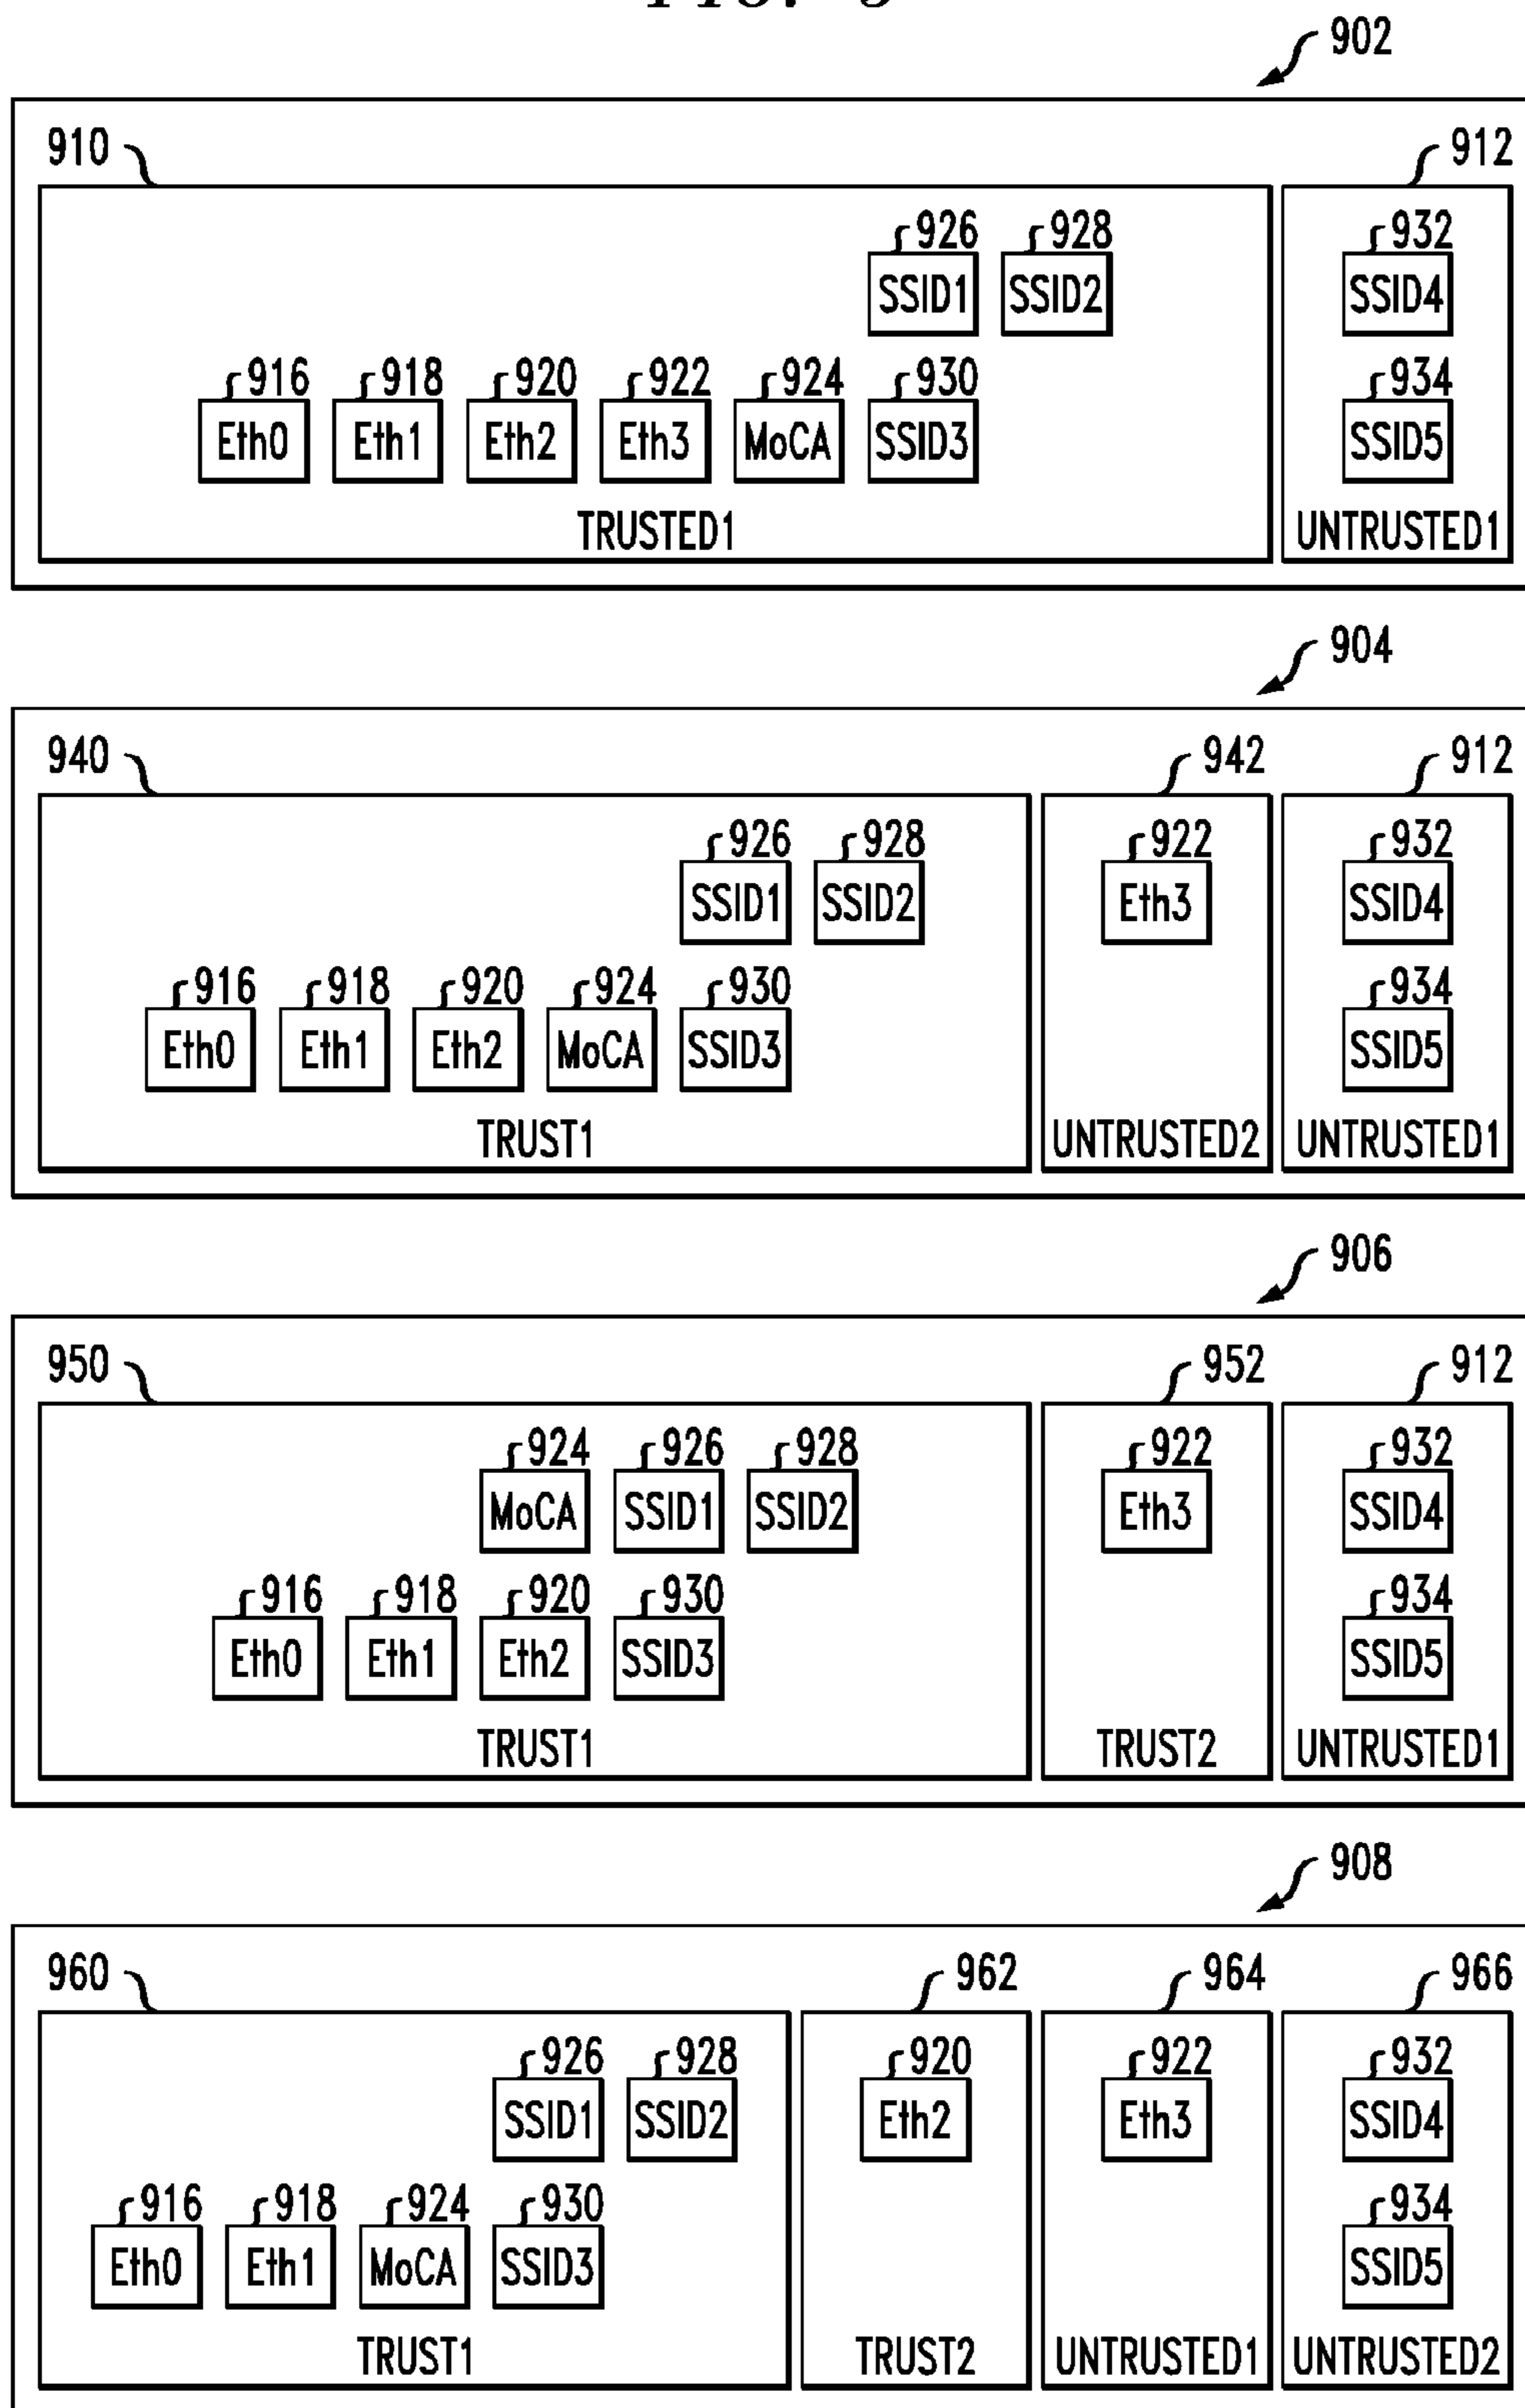 902
910
912
926 928 932
SSID1 SSID2 SSID4
916 918 920 922 924 930 934
Eth0 Eth1 Eth2 Eth3 MoCA SSID3 SSID5
TRUSTED1 UNTRUSTED1
904
940 942 912
926 928 922 932
SSID1 SSID2 Eth3 SSID4
916 918 920 924 930 934
Eth0 Eth1 Eth2 MoCA SSID3 SSID5
TRUST1 UNTRUSTED2 UNTRUSTED1
906
950 952 912
924 926 928 922 932
MoCA SSID1 SSID2 Eth3 SSID4
916 918 920 930 934
Eth0 Eth1 Eth2 SSID3 SSID5
TRUST1 TRUST2 UNTRUSTED1
908
960 962 964 966
926 928 920 922 932
SSID1 SSID2 Eth2 Eth3 SSID4
916 918 924 930 934
Eth0 Eth1 MoCA SSID3 SSID5
TRUST1 TRUST2 UNTRUSTED1 UNTRUSTED2